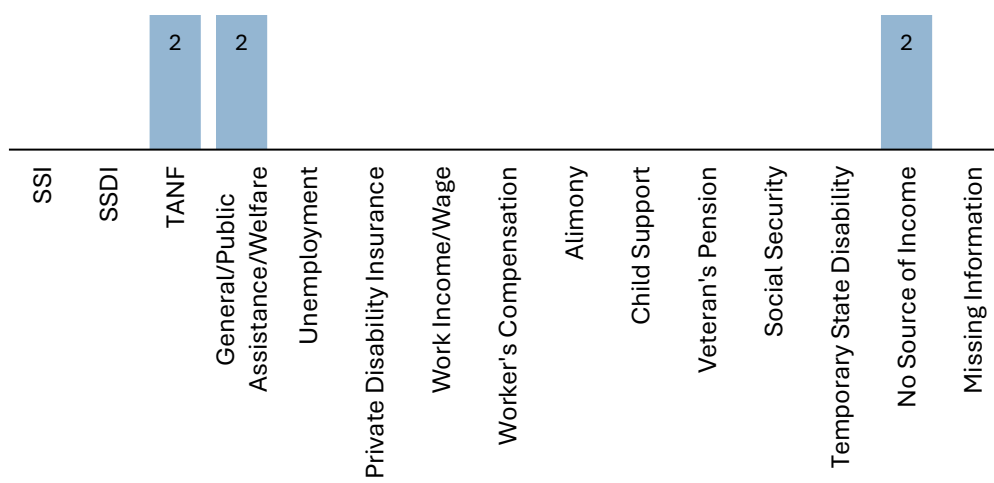 2
2
2
SSI
SSDI
TANF
General/Public
Assistance/Welfare
Unemployment
Private Disability Insurance
Work Income/Wage
Worker's Compensation
Alimony
Child Support
Veteran's Pension
Social Security
Temporary State Disability
No Source of Income
Missing Information